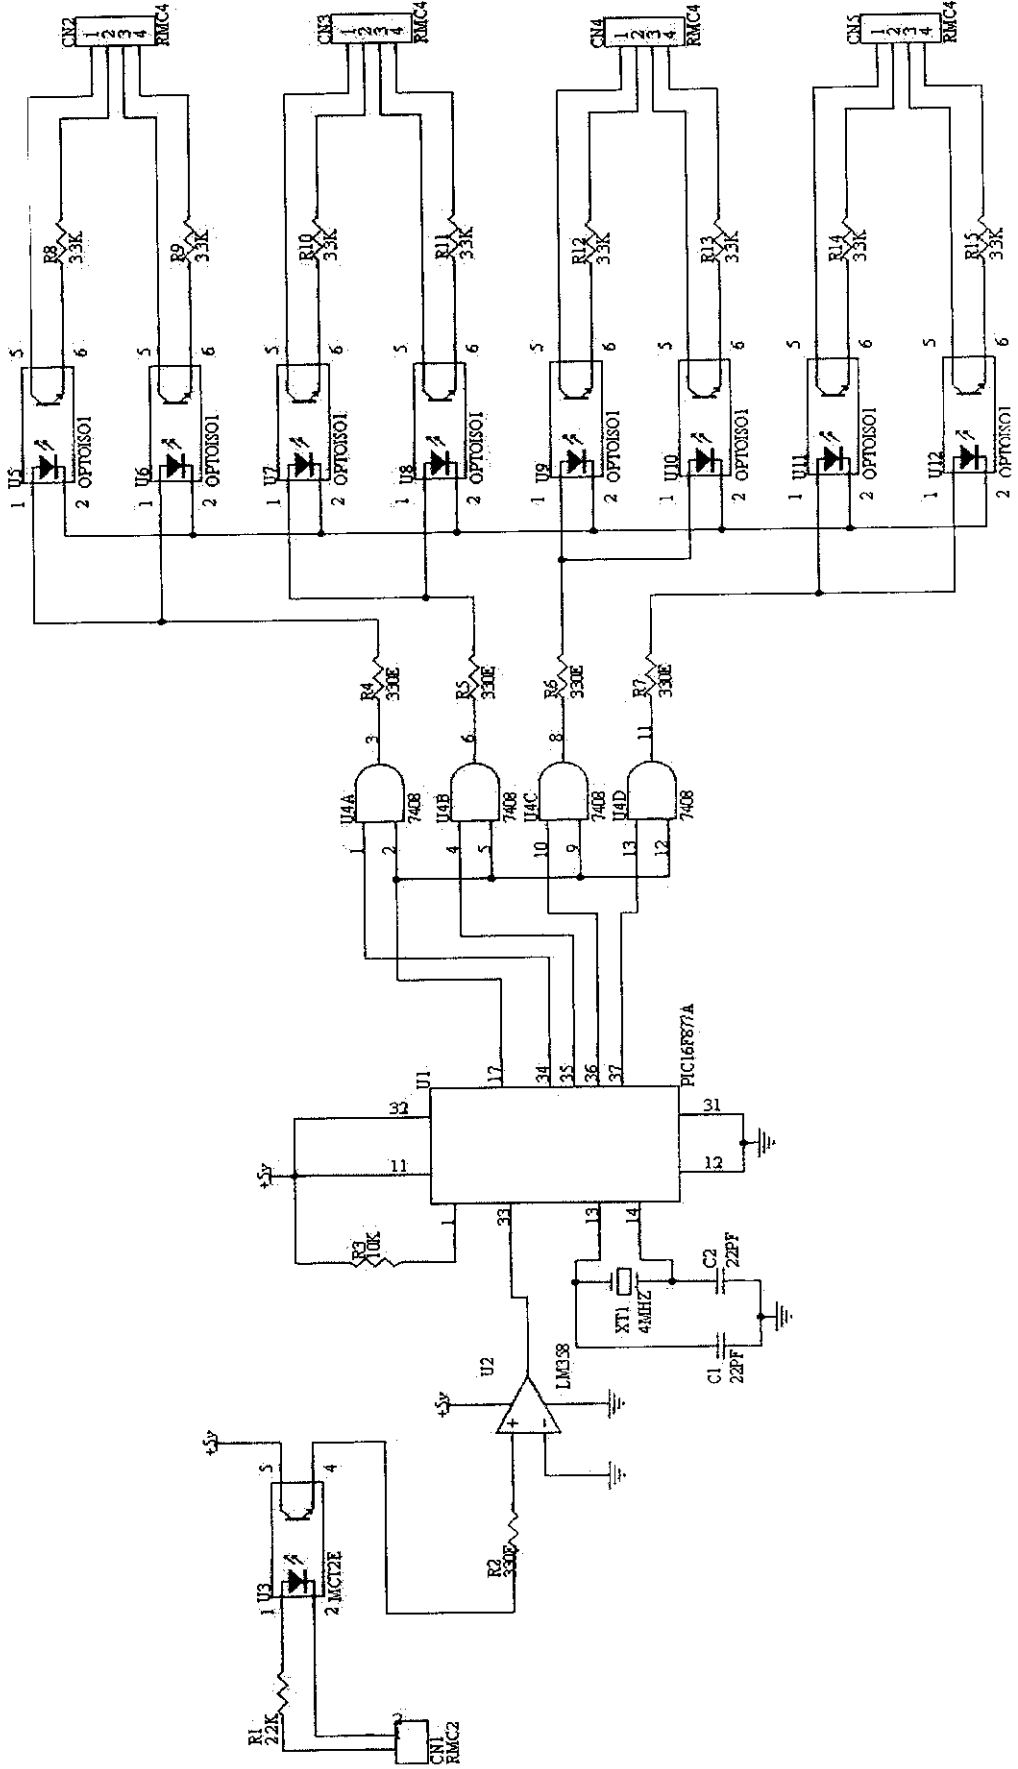 CN2
1
2
3
4
RMC4
CN3
1
2
3
4
RMC4
CN4
1
2
3
4
RMC4
CN5
1
2
3
4
RMC4
R8
33K
R9
33K
R10
33K
R11
33K
R12
33K
R13
33K
R14
33K
R15
33K
U5
1
2
5
6
OPTOISO1
U6
1
2
5
6
OPTOISO1
U7
1
2
5
6
OPTOISO1
U8
1
2
5
6
OPTOISO1
U9
1
2
5
6
OPTOISO1
U10
1
2
5
6
OPTOISO1
U11
1
2
5
6
OPTOISO1
U12
1
2
5
6
OPTOISO1
R4
330E
R5
330E
R6
330E
R7
330E
U4A
1
2
3
7408
U4B
4
5
6
7408
U4C
10
9
8
7408
U4D
13
12
11
7408
U1
PIC16F877A
17
34
35
36
37
32
11
1
33
13
14
31
12
+5v
R3
10K
XT1
4MHZ
C2
22PF
C1
22PF
U2
LM358
+5v
+
-
R2
330E
+5v
U3
1
2
5
4
MCT2E
R1
22K
2
CN1
RMC2